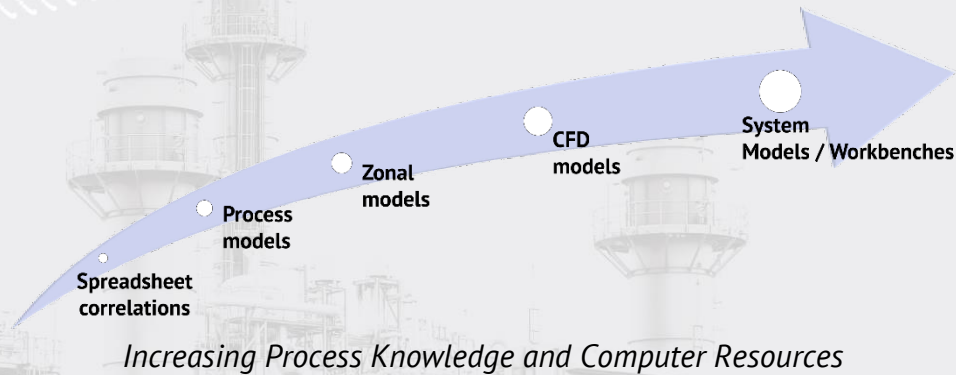 System
Models / Workbenches
CFD
models
Zonal
models
Process
models
Spreadsheet
correlations
Increasing Process Knowledge and Computer Resources